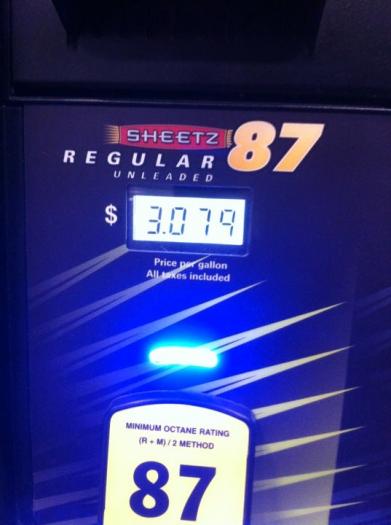 SHEETZ 87
REGULAR
UNLEADED
$ 3.079
Price per gallon
All taxes included
MINIMUM OCTANE RATING
(R + M) / 2 METHOD
87